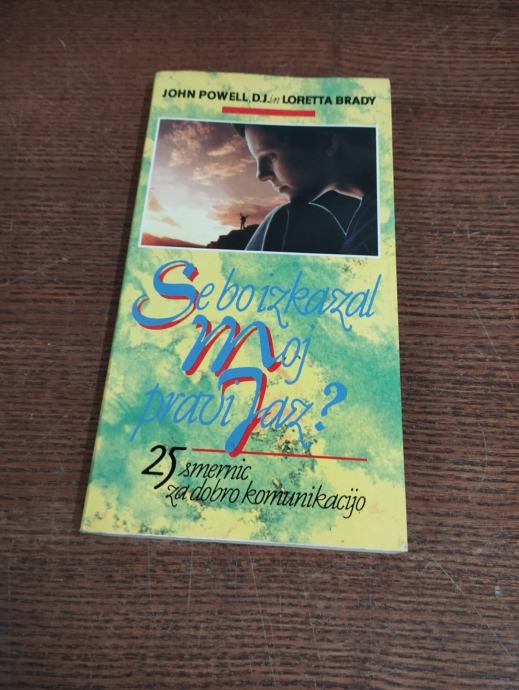 JOHN POWELL, D.J. in LORETTA BRADY
Se bo izkazal
Moj
pravi Jaz?
25 smernic
za dobro komunikacijo